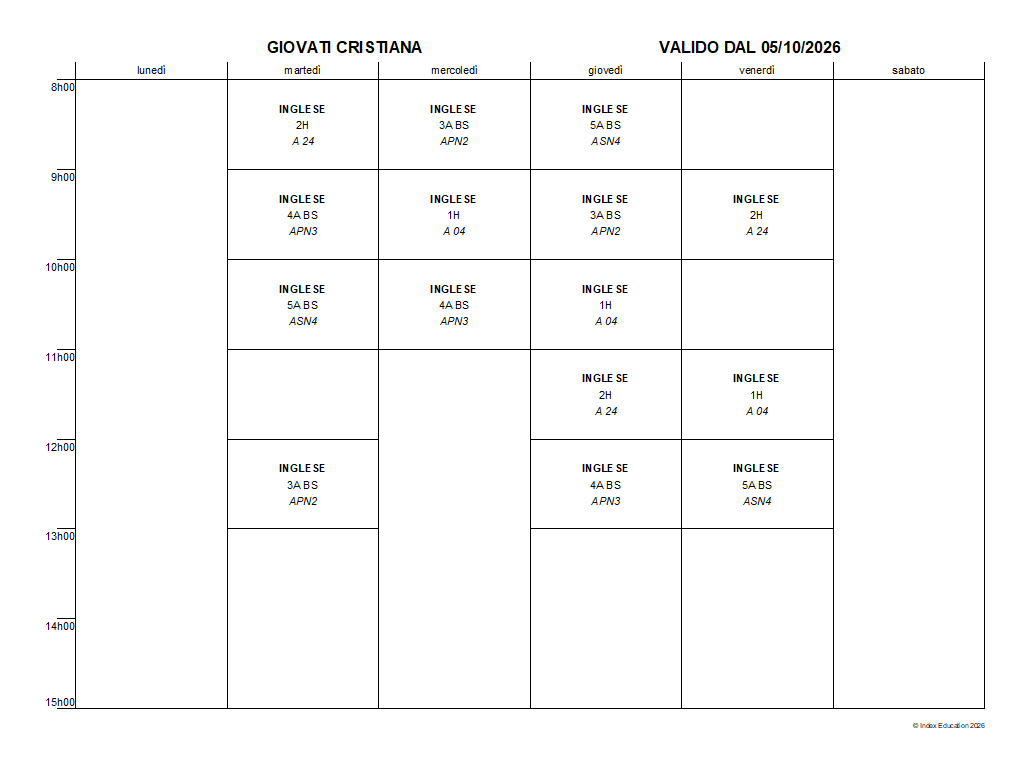 GIOVATI CRISTIANA VALIDO DAL 05/10/2026
lunedì martedì mercoledì giovedì venerdì sabato
8h00
INGLESE INGLESE INGLESE
2H 3A BS 5A BS
A 24 APN2 ASN4
9h00
INGLESE INGLESE INGLESE INGLESE
4A BS 1H 3A BS 2H
APN3 A 04 APN2 A 24
10h00
INGLESE INGLESE INGLESE
5A BS 4A BS 1H
ASN4 APN3 A 04
11h00
INGLESE INGLESE
2H 1H
A 24 A 04
12h00
INGLESE INGLESE INGLESE
3A BS 4A BS 5A BS
APN2 APN3 ASN4
13h00
14h00
15h00
© Index Education 2026